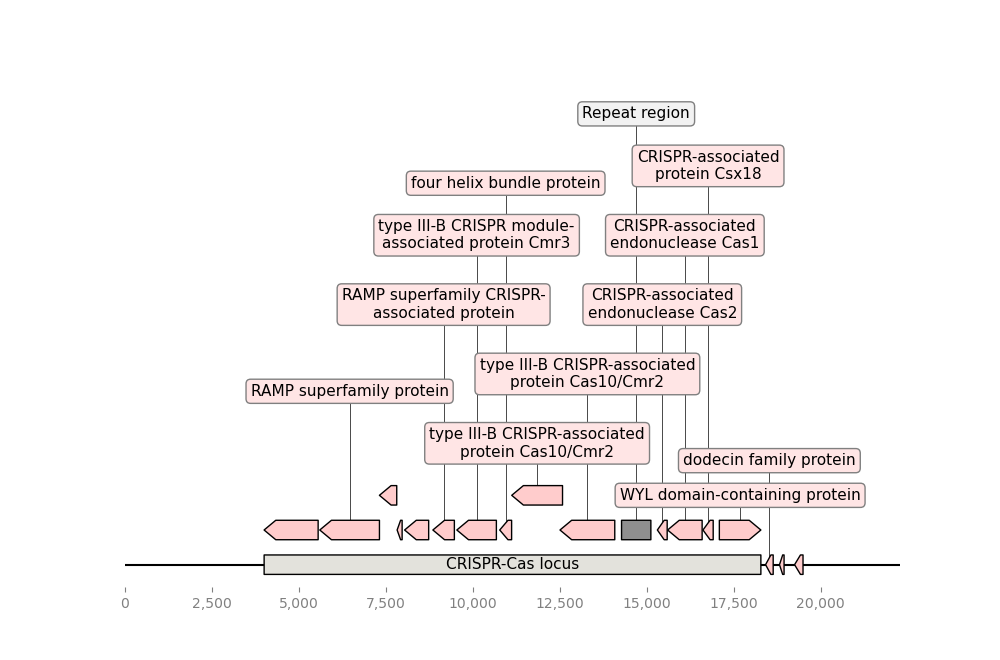 Repeat region
CRISPR-associated
protein Csx18
four helix bundle protein
type III-B CRISPR module-
associated protein Cmr3
CRISPR-associated
endonuclease Cas1
RAMP superfamily CRISPR-
associated protein
CRISPR-associated
endonuclease Cas2
type III-B CRISPR-associated
protein Cas10/Cmr2
RAMP superfamily protein
type III-B CRISPR-associated
protein Cas10/Cmr2
dodecin family protein
WYL domain-containing protein
CRISPR-Cas locus
0 2,500 5,000 7,500 10,000 12,500 15,000 17,500 20,000